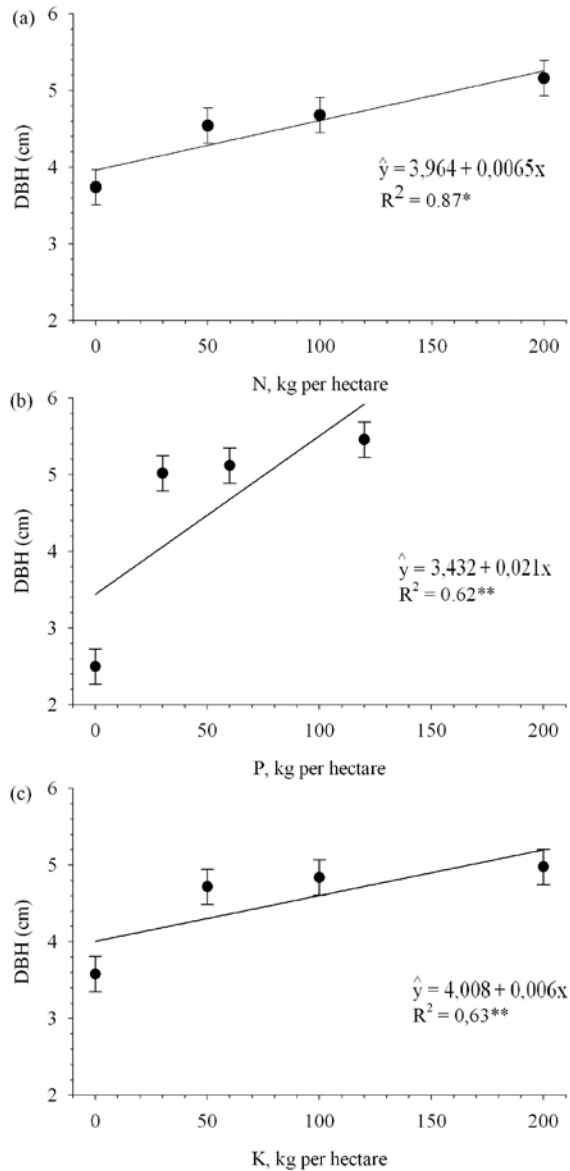 (a)
6
5
4
3
2
DBH (cm)
ŷ = 3,964 + 0,0065x
R² = 0.87*
0 50 100 150 200
N, kg per hectare
(b)
6
5
4
3
2
DBH (cm)
ŷ = 3,432 + 0,021x
R² = 0.62**
0 50 100 150 200
P, kg per hectare
(c)
6
5
4
3
2
DBH (cm)
ŷ = 4,008 + 0,006x
R² = 0,63**
0 50 100 150 200
K, kg per hectare